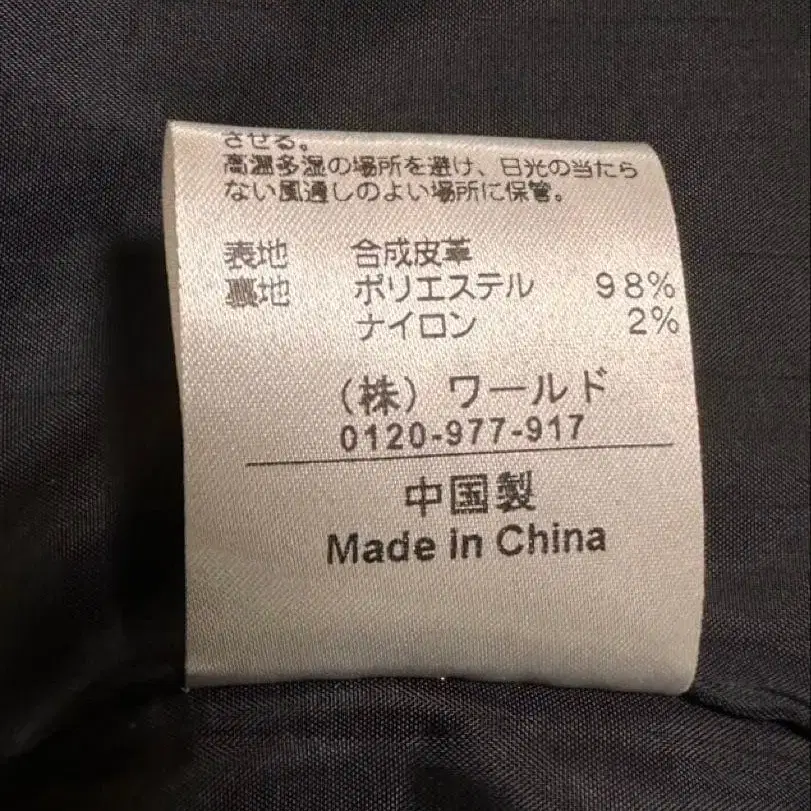 させる。
高温多湿の場所を避け、日光の当たら
ない風通しのよい場所に保管。
表地 合成皮革
裏地 ポリエステル 98%
ナイロン 2%
(株) ワールド
0120-977-917
中国製
Made in China